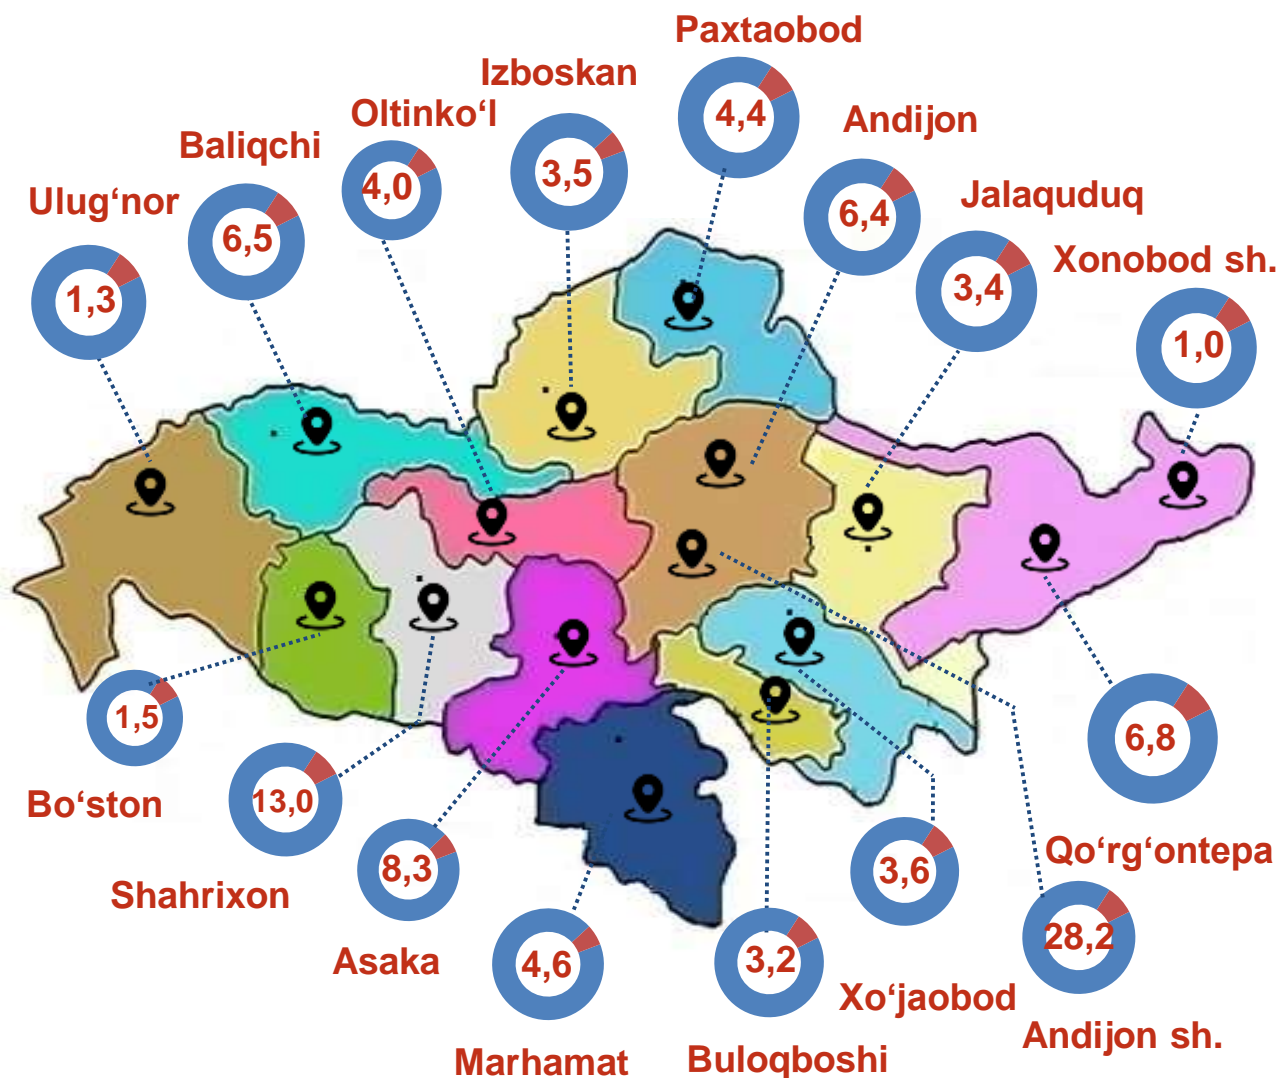 Paxtaobod
4,4
Izboskan
3,5
Oltinko‘l
4,0
Andijon
6,4
Baliqchi
6,5
Jalaquduq
3,4
Ulug‘nor
1,3
Xonobod sh.
1,0
1,5
Bo‘ston
13,0
Shahrixon
8,3
Asaka
4,6
Marhamat
3,2
Buloqboshi
3,6
Xo‘jaobod
6,8
Qo‘rg‘ontepa
28,2
Andijon sh.